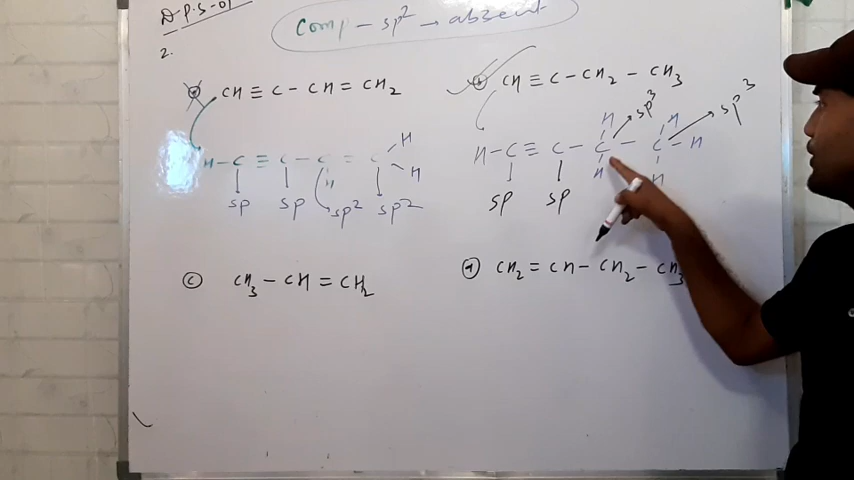 D.P.S-01
2.
Comp - sp² → absent
CH ≡ C - CH = CH₂
CH ≡ C - CH₂ - CH₃
H - C ≡ C - C = C
H
H
H
sp sp sp² sp²
H - C ≡ C - C - C - H
H H
H H
sp sp sp³ sp³
(c) CH₃ - CH = CH₂
CH₂ = CH - CH₂ - CH₃